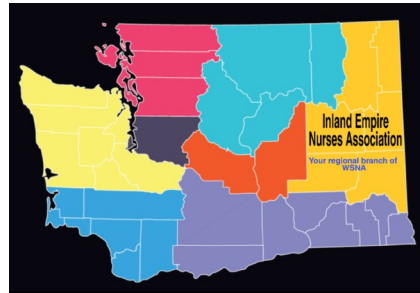 Inland Empire
Nurses Association
Your regional branch of
WSNA